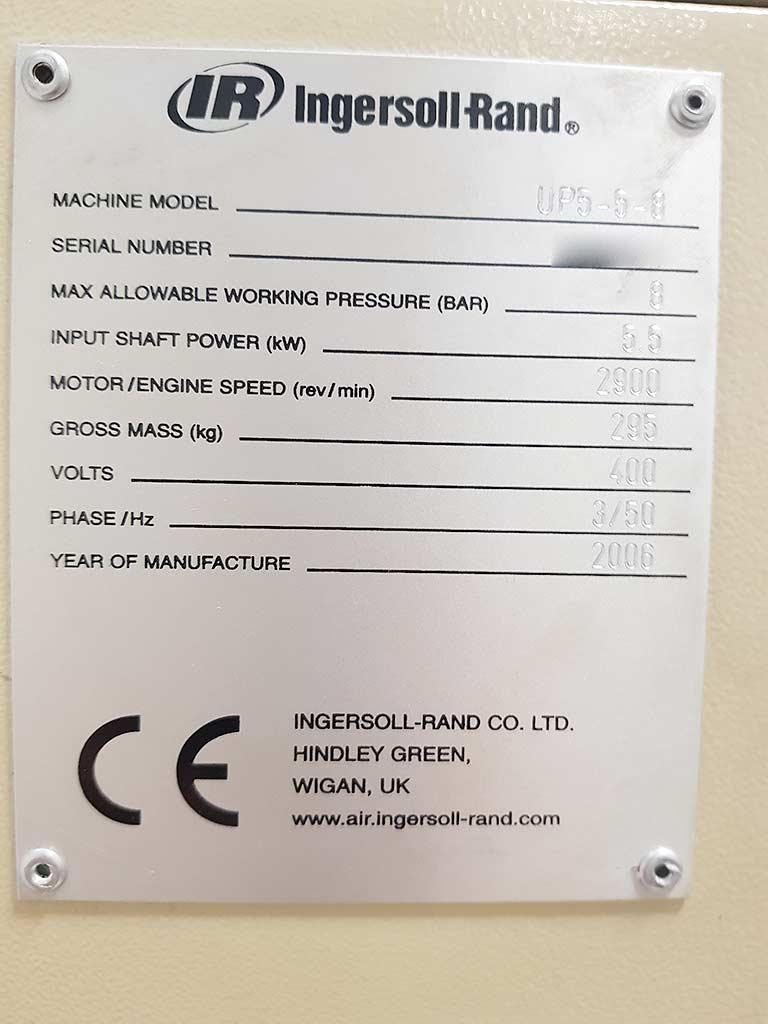 IR Ingersoll-Rand®
MACHINE MODEL UP5-5-8
SERIAL NUMBER
MAX ALLOWABLE WORKING PRESSURE (BAR) 8
INPUT SHAFT POWER (kW) 5.5
MOTOR/ENGINE SPEED (rev/min) 2900
GROSS MASS (kg) 295
VOLTS 400
PHASE/Hz 3/50
YEAR OF MANUFACTURE 2006
CE
INGERSOLL-RAND CO. LTD.
HINDLEY GREEN,
WIGAN, UK
www.air.ingersoll-rand.com